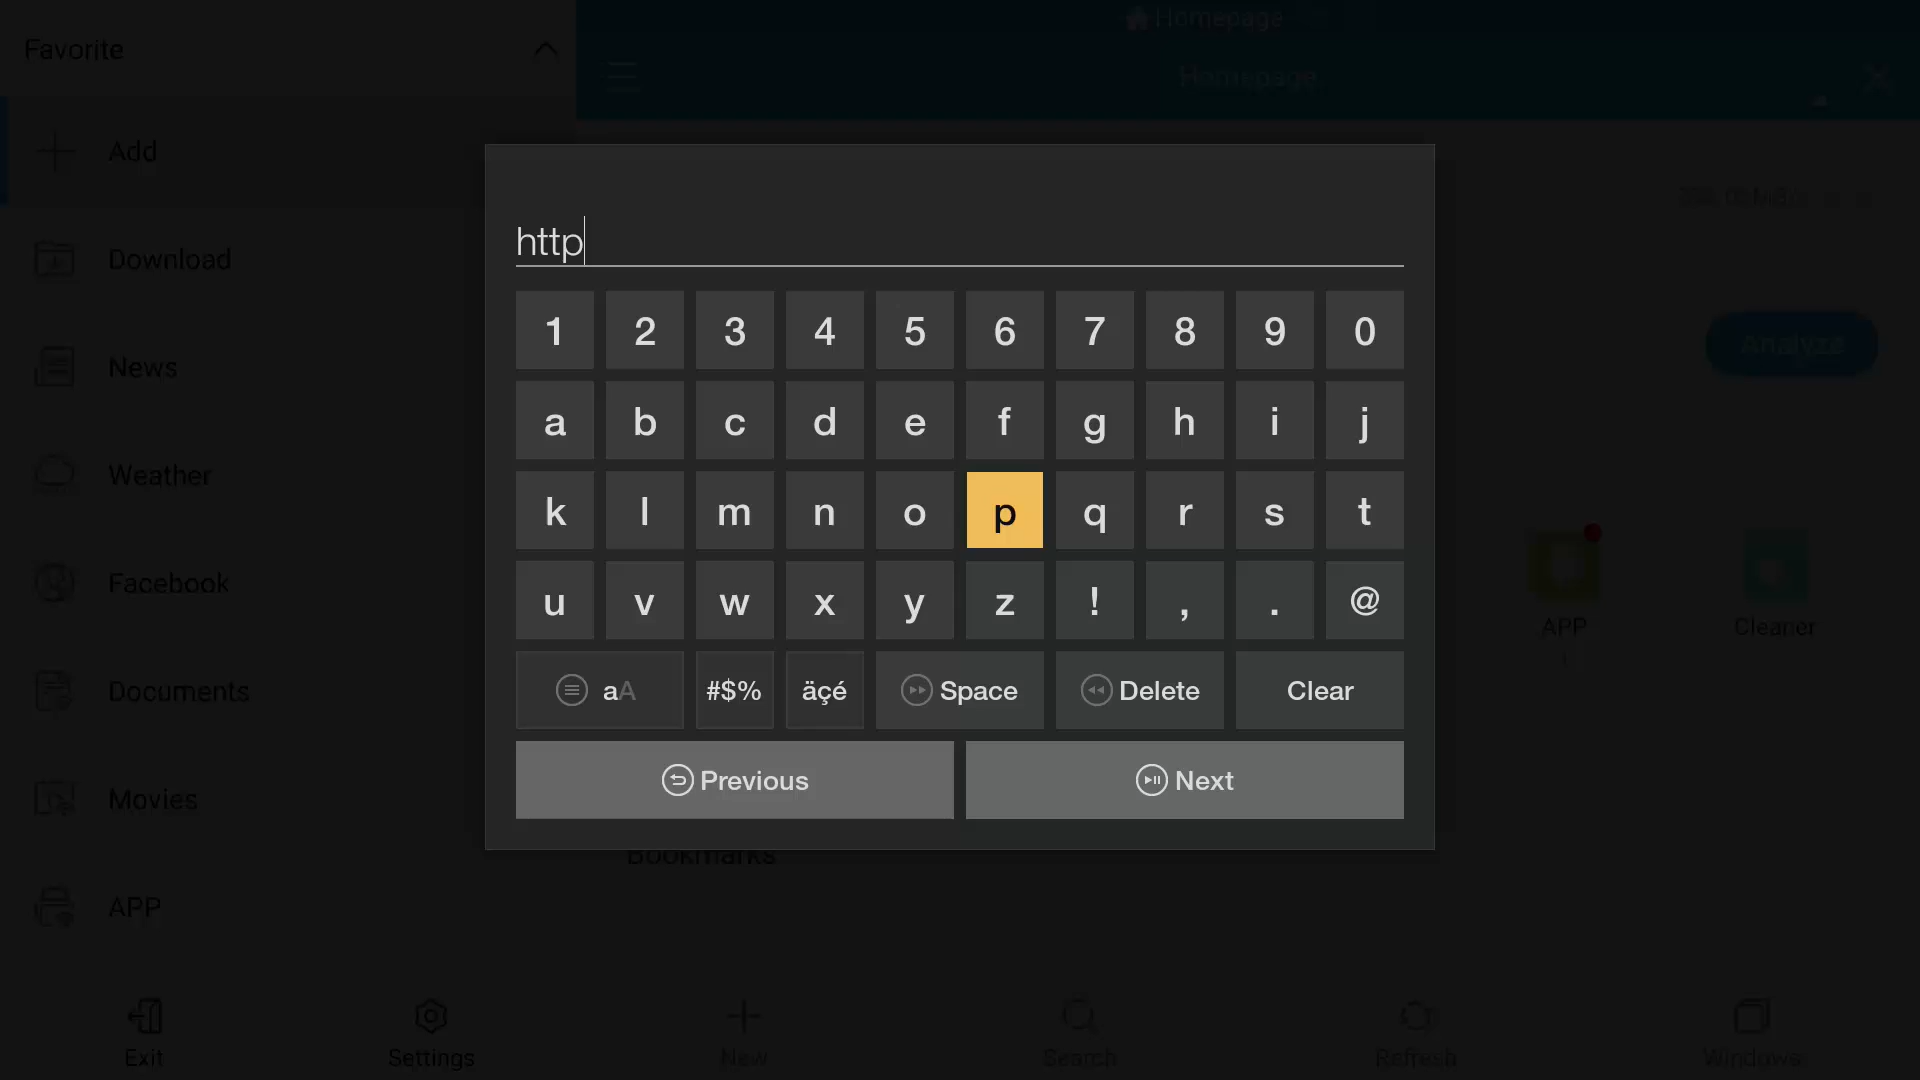 Favorite
Homepage
Homepage
Add
http
Download
1 2 3 4 5 6 7 8 9 0
Analyze
News
a b c d e f g h i j
Weather
k l m n o p q r s t
Facebook
u v w x y z ! , . @
APP
Cleaner
Documents
aA #$% äçé Space Delete Clear
Movies
Previous Next
Bookmarks
APP
Exit Settings New Search Refresh Windows